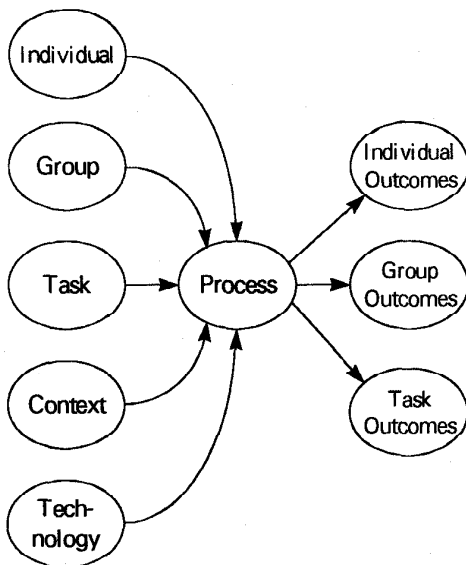 Individual
Group
Task
Context
Tech-
nology
Process
Individual
Outcomes
Group
Outcomes
Task
Outcomes